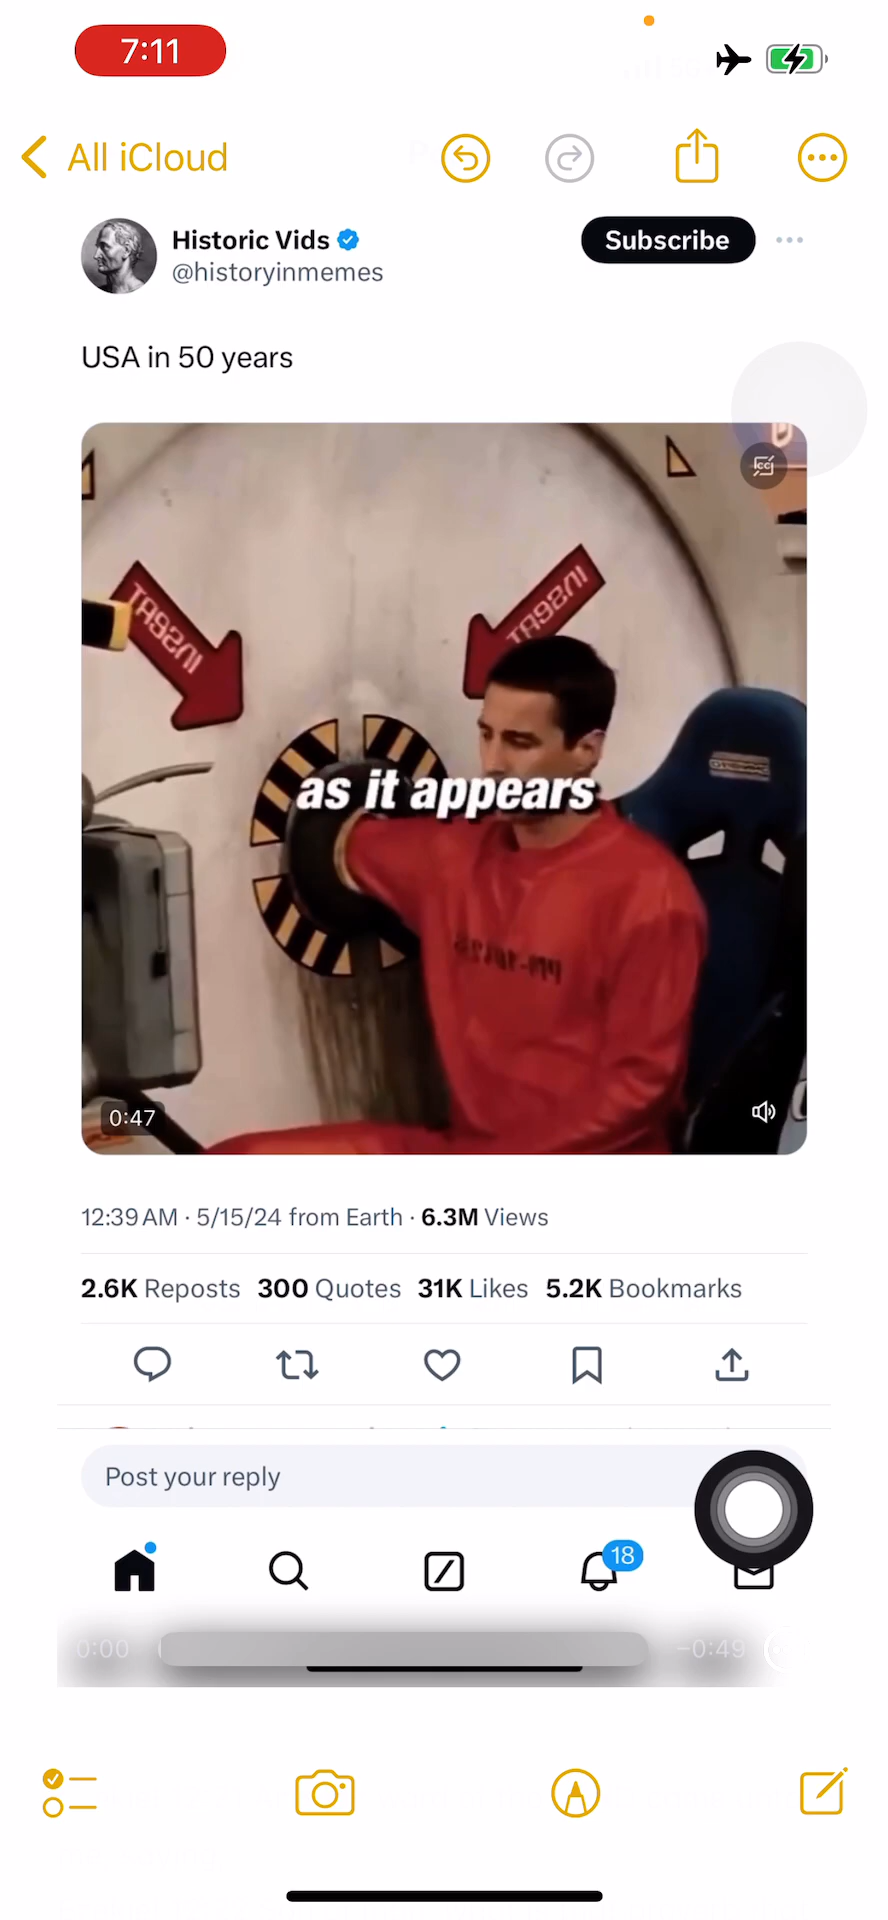 7:11
All iCloud
Historic Vids
@historyinmemes
Subscribe
USA in 50 years
INSERT
INSERT
as it appears
0:47
12:39 AM · 5/15/24 from Earth · 6.3M Views
2.6K Reposts 300 Quotes 31K Likes 5.2K Bookmarks
Post your reply
18
0:00
-0:49